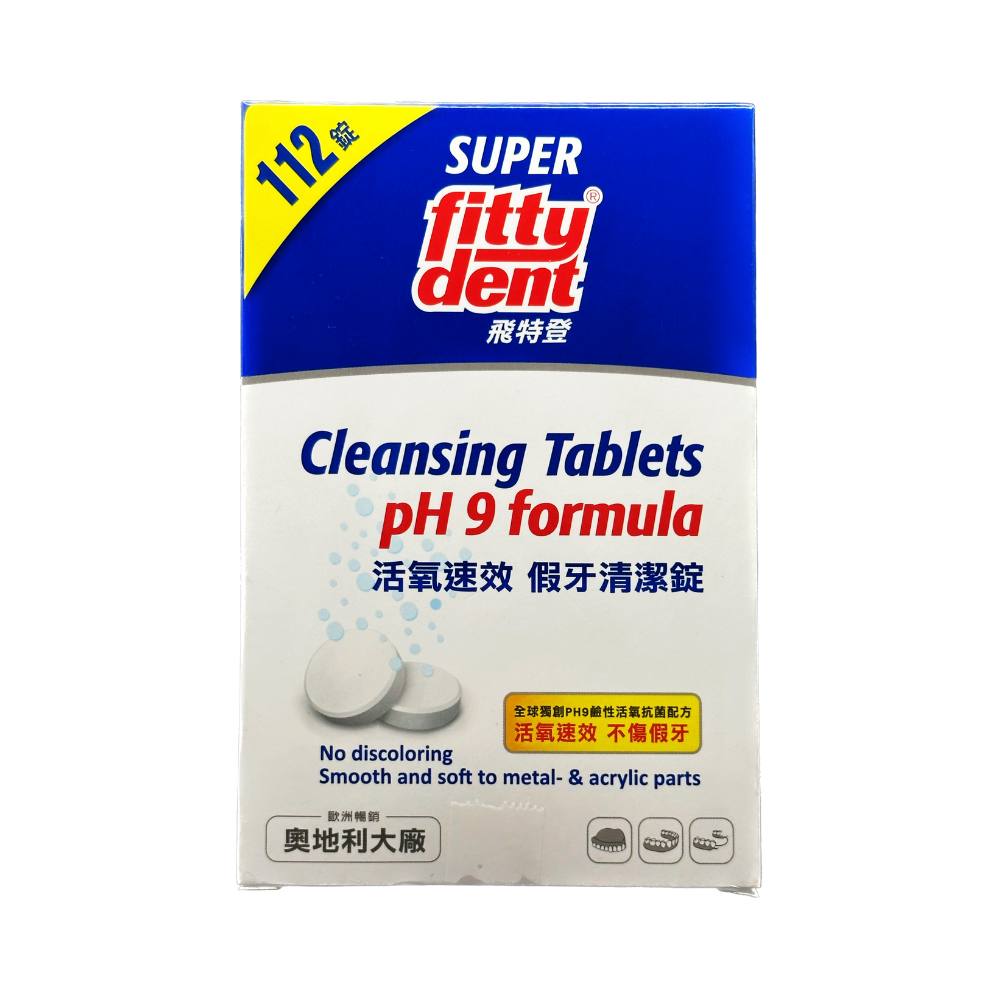 112錠
SUPER
fitty®
dent
飛特登
Cleansing Tablets
pH 9 formula
活氧速效 假牙清潔錠
全球獨創PH9鹼性活氧抗菌配方
活氧速效 不傷假牙
No discoloring
Smooth and soft to metal- & acrylic parts
歐洲暢銷
奧地利大廠